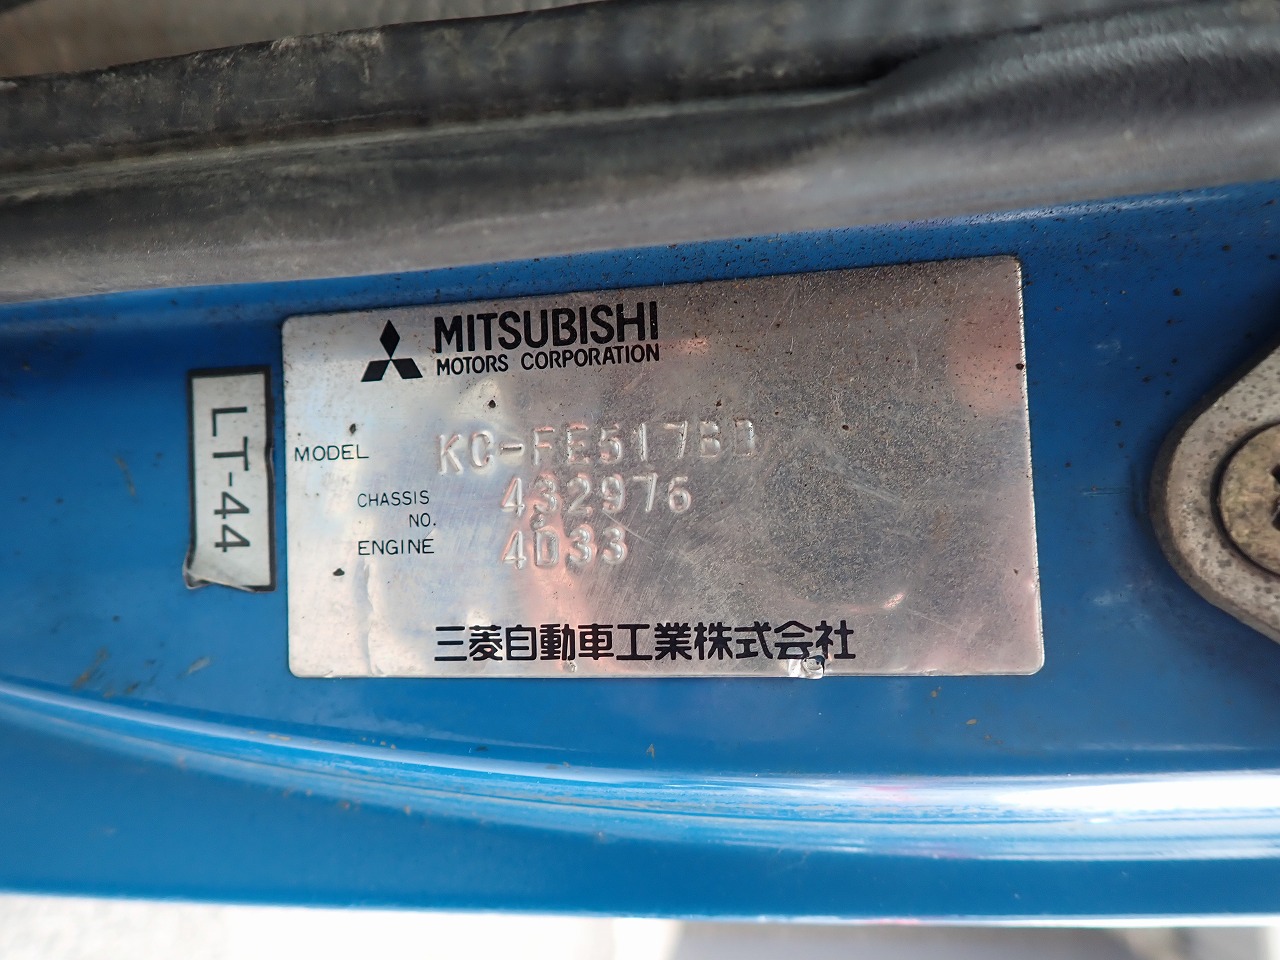 MITSUBISHI
MOTORS CORPORATION
MODEL KC-FE517BD
CHASSIS NO. 432976
ENGINE 4D33
三菱自動車工業株式会社
LT-44